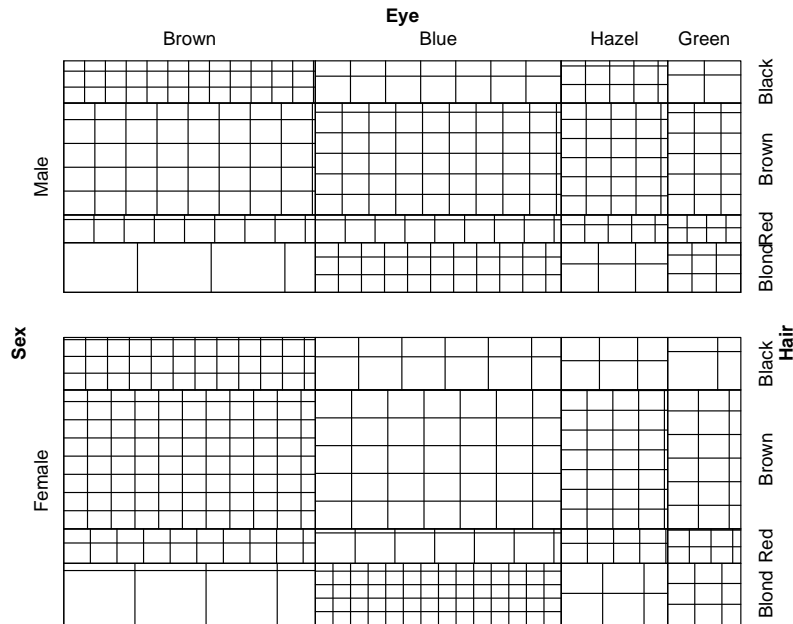 Eye
Brown Blue Hazel Green
Sex
Male
Female
Black
Brown
Red
Blond
Black
Brown
Red
Blond
Hair